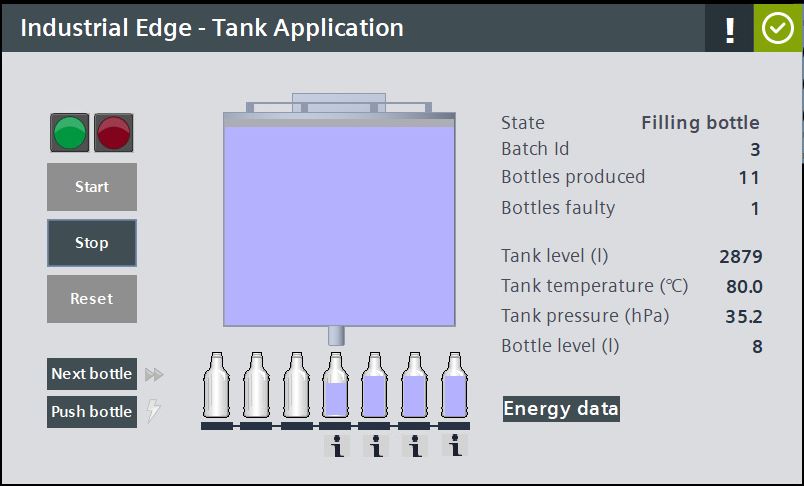 Industrial Edge - Tank Application !
Start
Stop
Reset
Next bottle
Push bottle
State Filling bottle
Batch Id 3
Bottles produced 11
Bottles faulty 1
Tank level (l) 2879
Tank temperature (°C) 80.0
Tank pressure (hPa) 35.2
Bottle level (l) 8
Energy data
i i i i